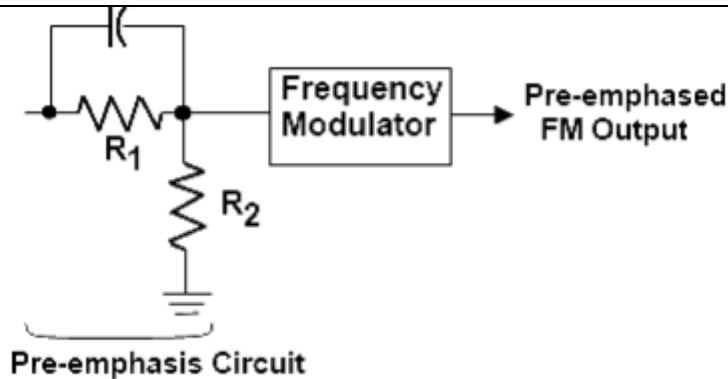 Frequency
Modulator
Pre-emphased
FM Output
R1
R2
Pre-emphasis Circuit